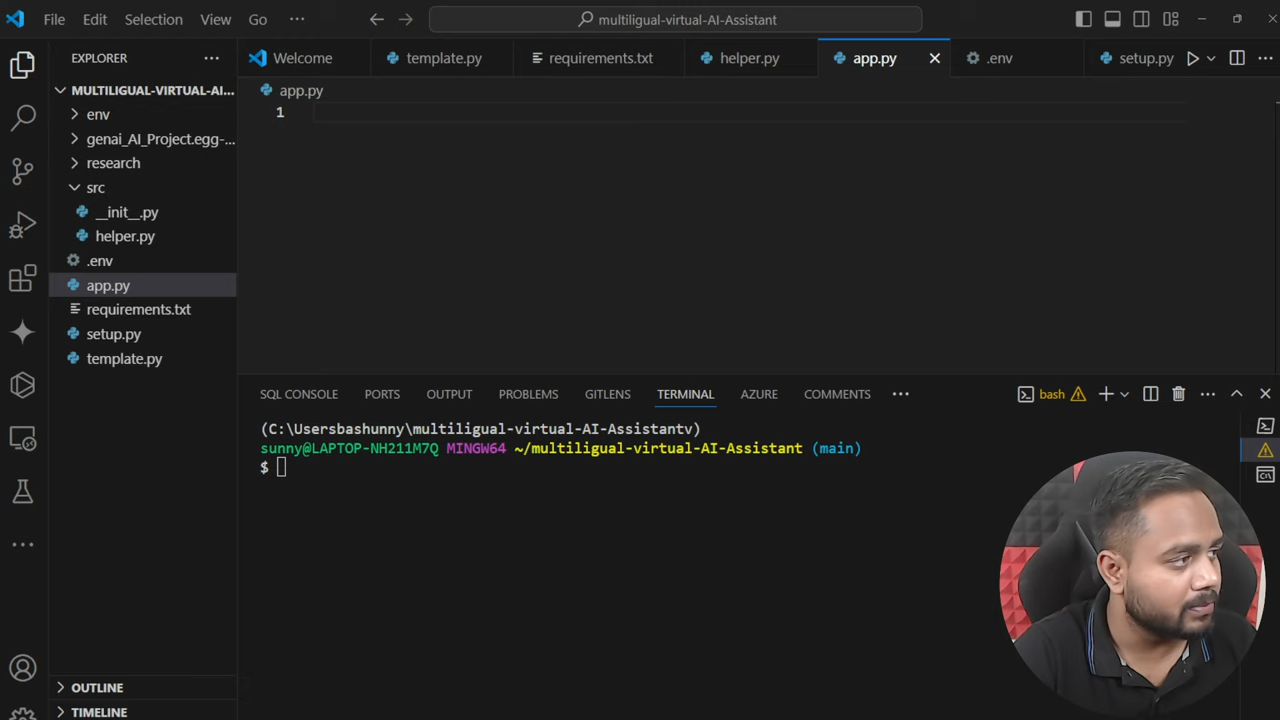 File Edit Selection View Go ··· multiligual-virtual-AI-Assistant
EXPLORER ···
MULTILIGUAL-VIRTUAL-AI...
env
genai_AI_Project.egg-...
research
src
__init__.py
helper.py
.env
app.py
requirements.txt
setup.py
template.py
OUTLINE
TIMELINE
Welcome template.py requirements.txt helper.py app.py .env setup.py
app.py
1
SQL CONSOLE PORTS OUTPUT PROBLEMS GITLENS TERMINAL AZURE COMMENTS ··· bash
(C:\Usersbashunny\multiligual-virtual-AI-Assistantv)
sunny@LAPTOP-NH211M7Q MINGW64 ~/multiligual-virtual-AI-Assistant (main)
$